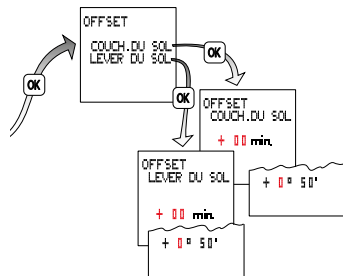 OFFSET
COUCH.DU SOL
LEVER DU SOL
OK
OK
OK
OFFSET
COUCH.DU SOL
+ 00 min.
+ 0° 50'
OFFSET
LEVER DU SOL
+ 00 min.
+ 0° 50'